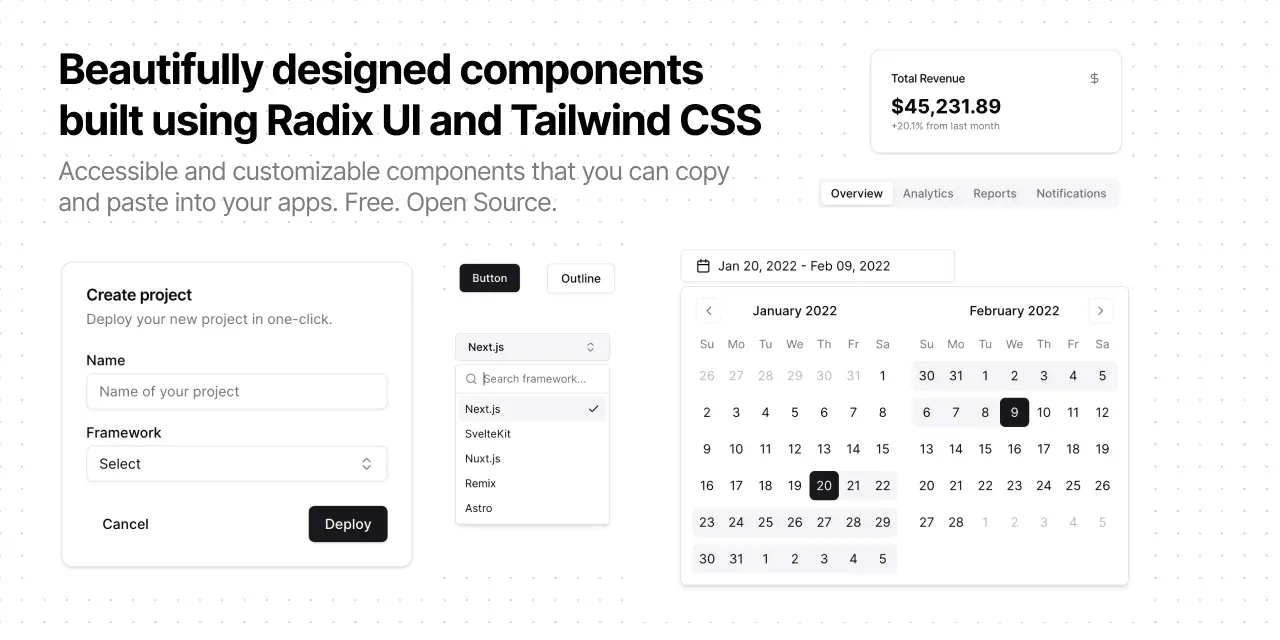 Beautifully designed components
built using Radix UI and Tailwind CSS
Accessible and customizable components that you can copy
and paste into your apps. Free. Open Source.
Total Revenue $
$45,231.89
+20.1% from last month
Overview Analytics Reports Notifications
Create project
Deploy your new project in one-click.
Name
Name of your project
Framework
Select
Cancel Deploy
Button Outline
Next.js
Search framework...
Next.js
SvelteKit
Nuxt.js
Remix
Astro
Jan 20, 2022 - Feb 09, 2022
January 2022
Su Mo Tu We Th Fr Sa
26 27 28 29 30 31 1
2 3 4 5 6 7 8
9 10 11 12 13 14 15
16 17 18 19 20 21 22
23 24 25 26 27 28 29
30 31 1 2 3 4 5
February 2022
Su Mo Tu We Th Fr Sa
30 31 1 2 3 4 5
6 7 8 9 10 11 12
13 14 15 16 17 18 19
20 21 22 23 24 25 26
27 28 1 2 3 4 5